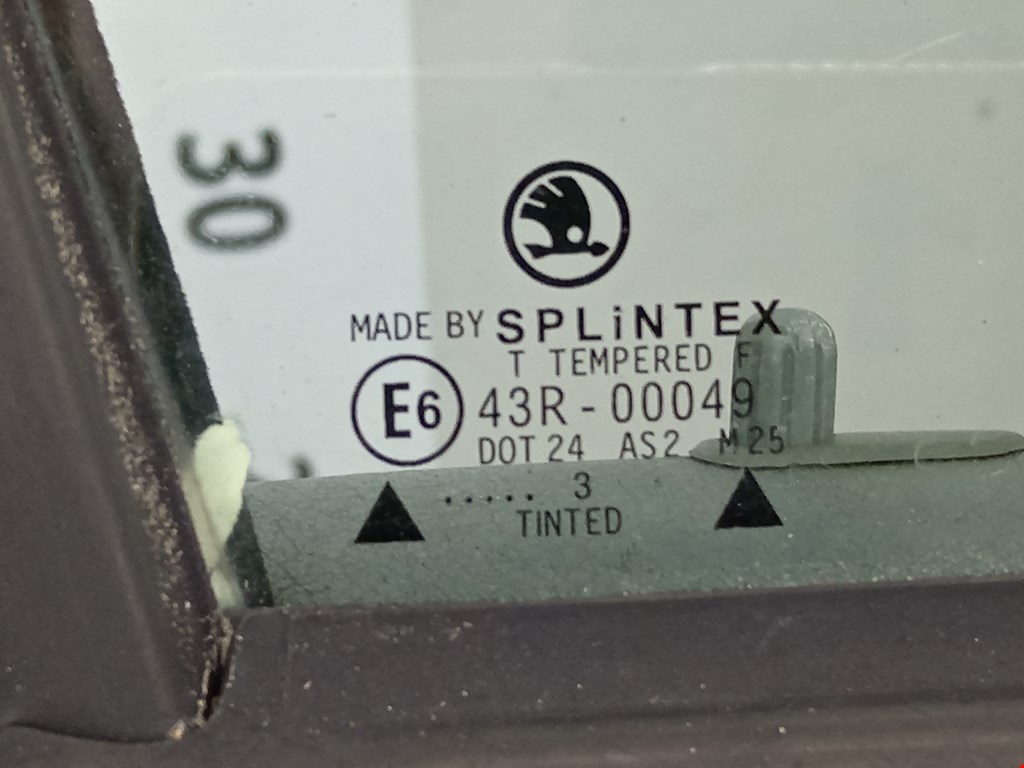 30
MADE BY SPLiNTEX
T TEMPERED F
E6 43R-00049
DOT 24 AS2 M25
..... 3
TINTED